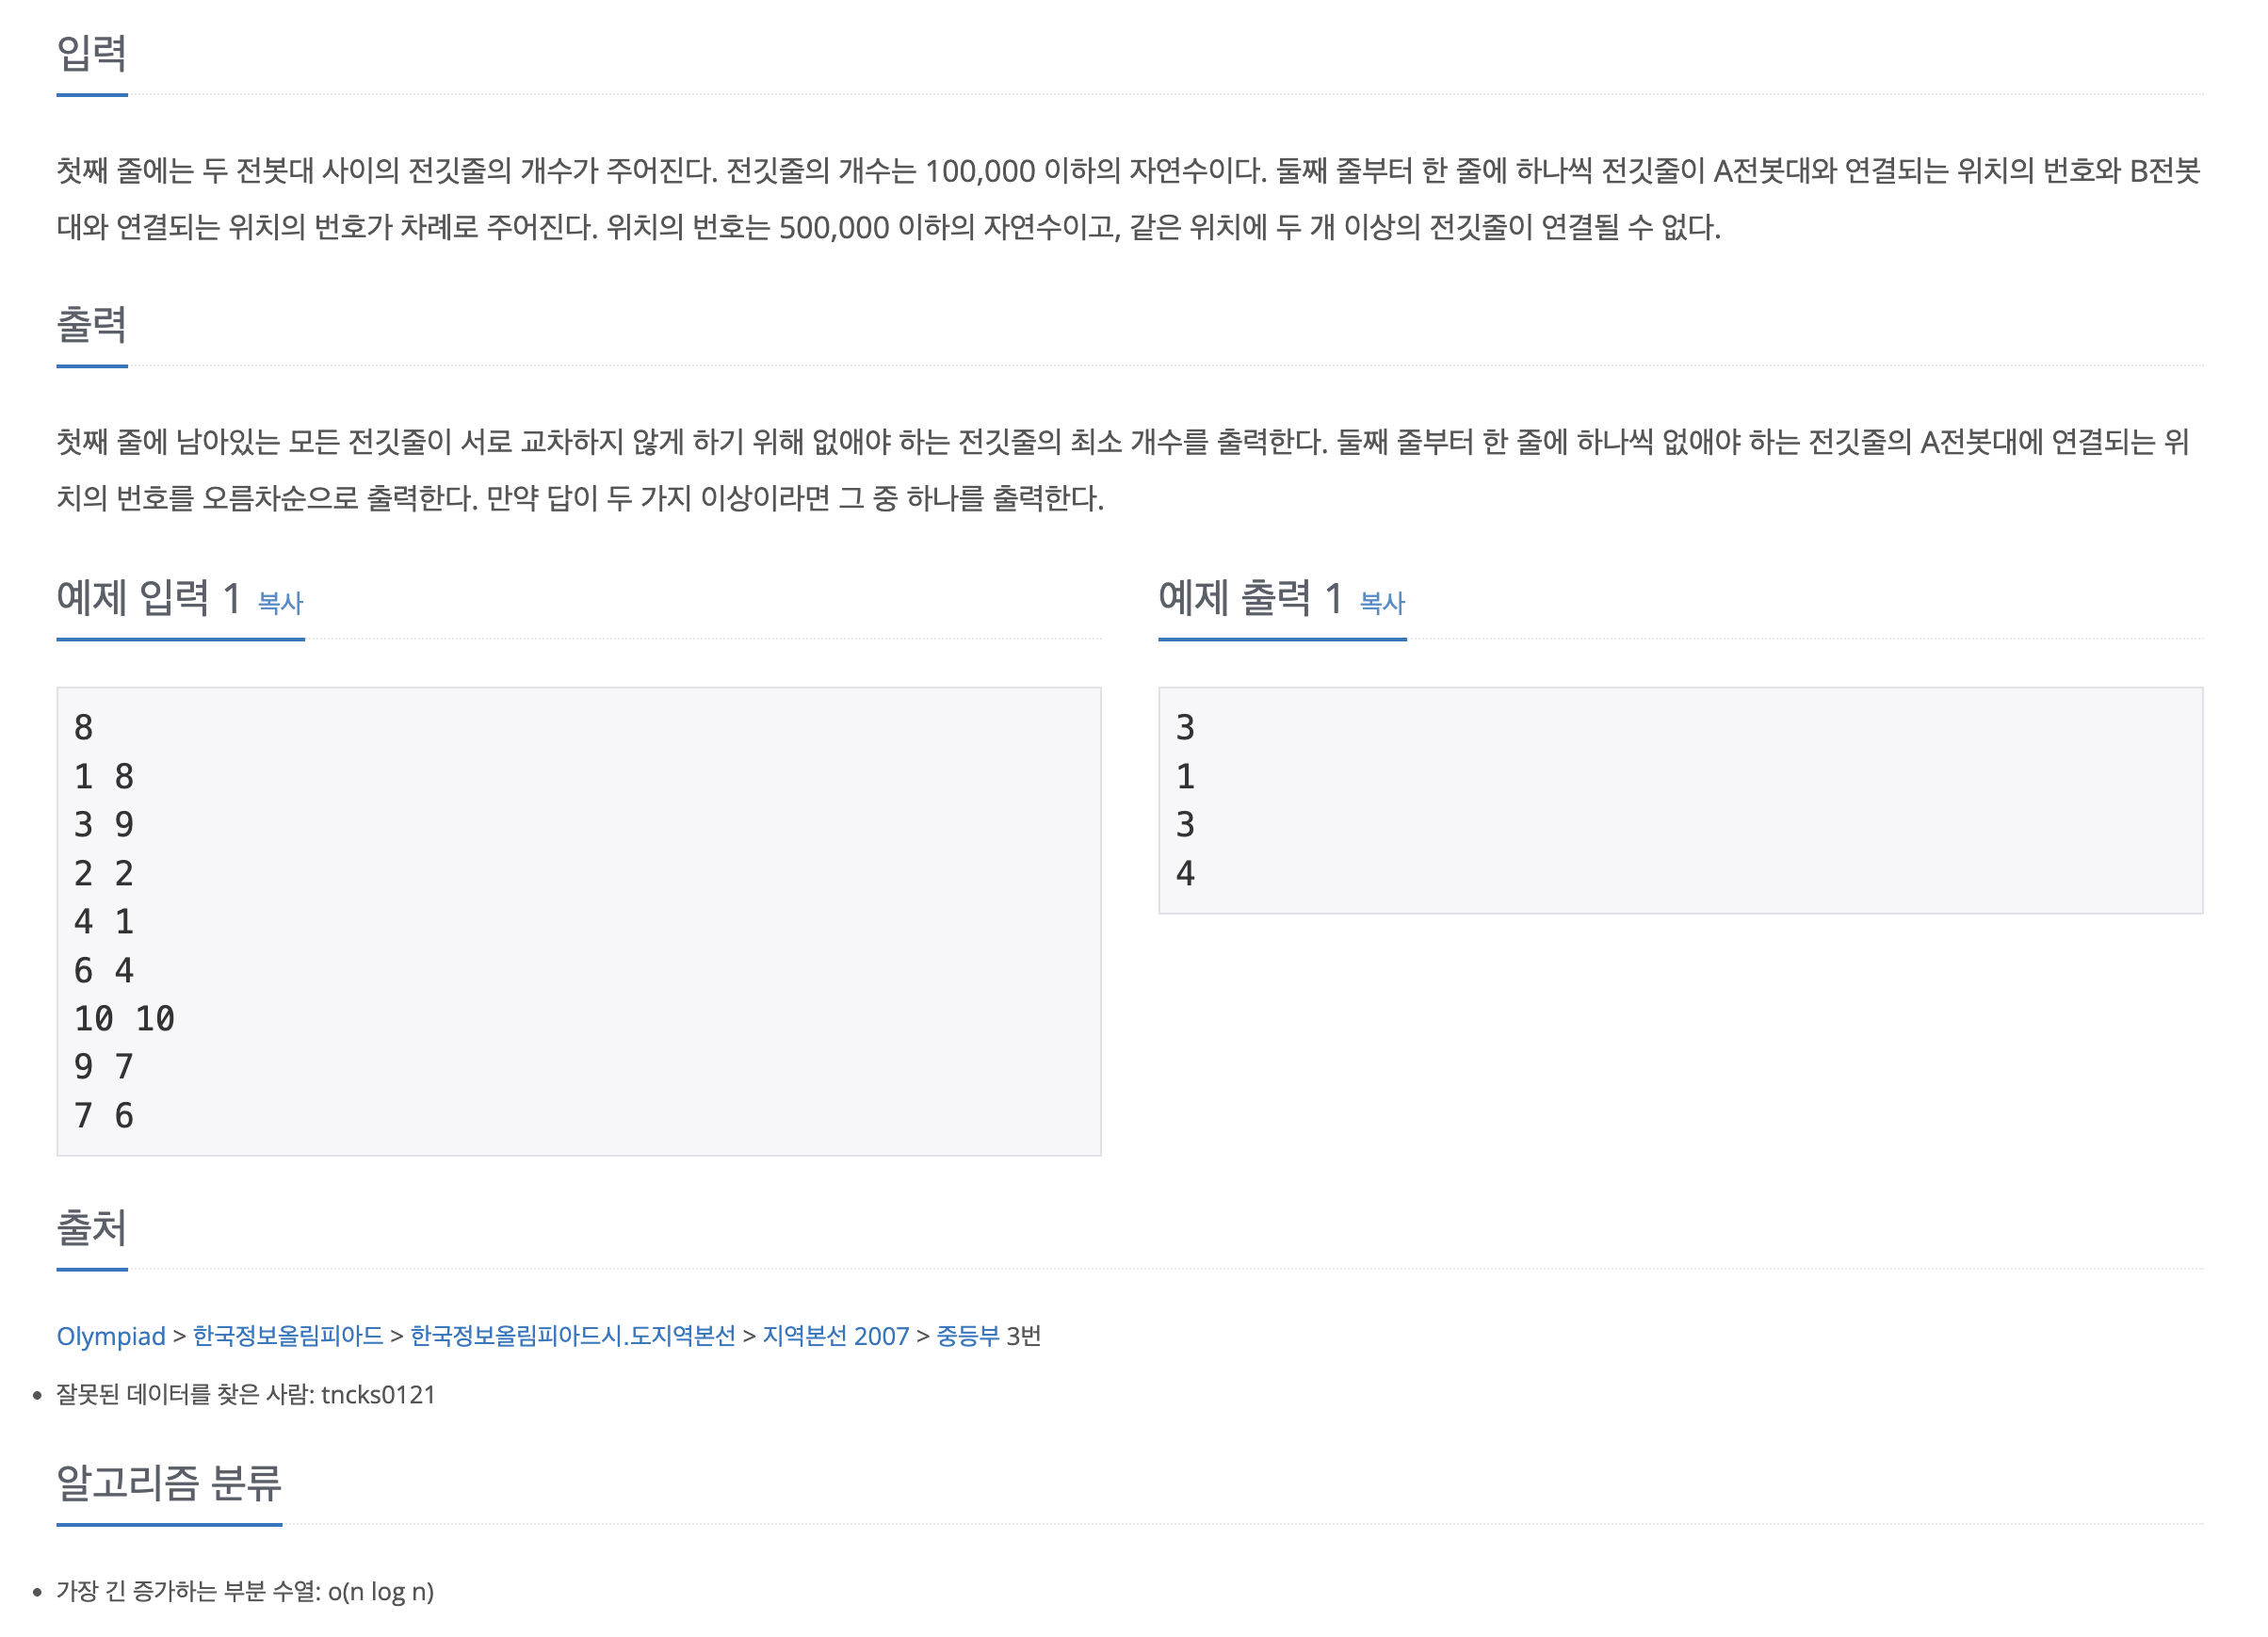 입력
첫째 줄에는 두 전봇대 사이의 전깃줄의 개수가 주어진다. 전깃줄의 개수는 100,000 이하의 자연수이다. 둘째 줄부터 한 줄에 하나씩 전깃줄이 A전봇대와 연결되는 위치의 번호와 B전봇
대와 연결되는 위치의 번호가 차례로 주어진다. 위치의 번호는 500,000 이하의 자연수이고, 같은 위치에 두 개 이상의 전깃줄이 연결될 수 없다.
출력
첫째 줄에 남아있는 모든 전깃줄이 서로 교차하지 않게 하기 위해 없애야 하는 전깃줄의 최소 개수를 출력한다. 둘째 줄부터 한 줄에 하나씩 없애야 하는 전깃줄의 A전봇대에 연결되는 위
치의 번호를 오름차순으로 출력한다. 만약 답이 두 가지 이상이라면 그 중 하나를 출력한다.
예제 입력 1 복사
8
1 8
3 9
2 2
4 1
6 4
10 10
9 7
7 6
예제 출력 1 복사
3
1
3
4
출처
Olympiad > 한국정보올림피아드 > 한국정보올림피아드시.도지역본선 > 지역본선 2007 > 중등부 3번
• 잘못된 데이터를 찾은 사람: tncks0121
알고리즘 분류
• 가장 긴 증가하는 부분 수열: o(n log n)